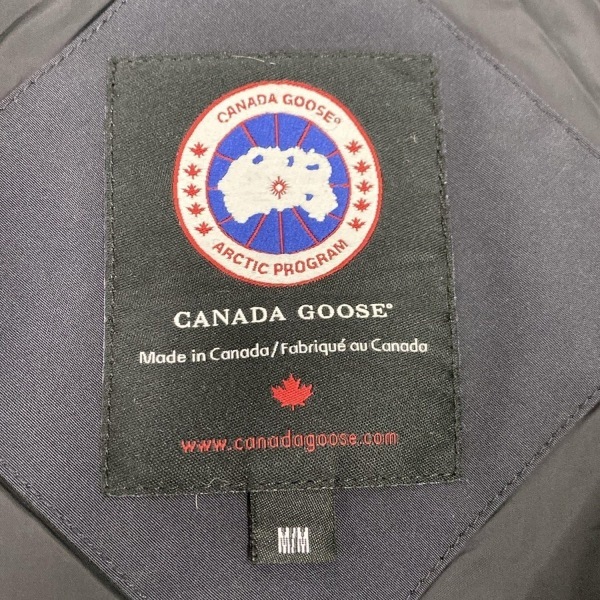 CANADA GOOSE®
ARCTIC PROGRAM
CANADA GOOSE®
Made in Canada/Fabriqué au Canada
www.canadagoose.com
M/M